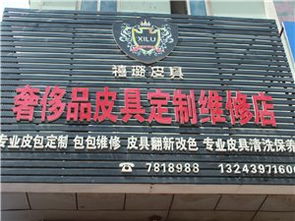 XILU
禧璐皮具
奢侈品皮具定制维修店
专业皮包定制 包包维修 皮具翻新改色 专业皮具清洗保养
7818988 13243971600